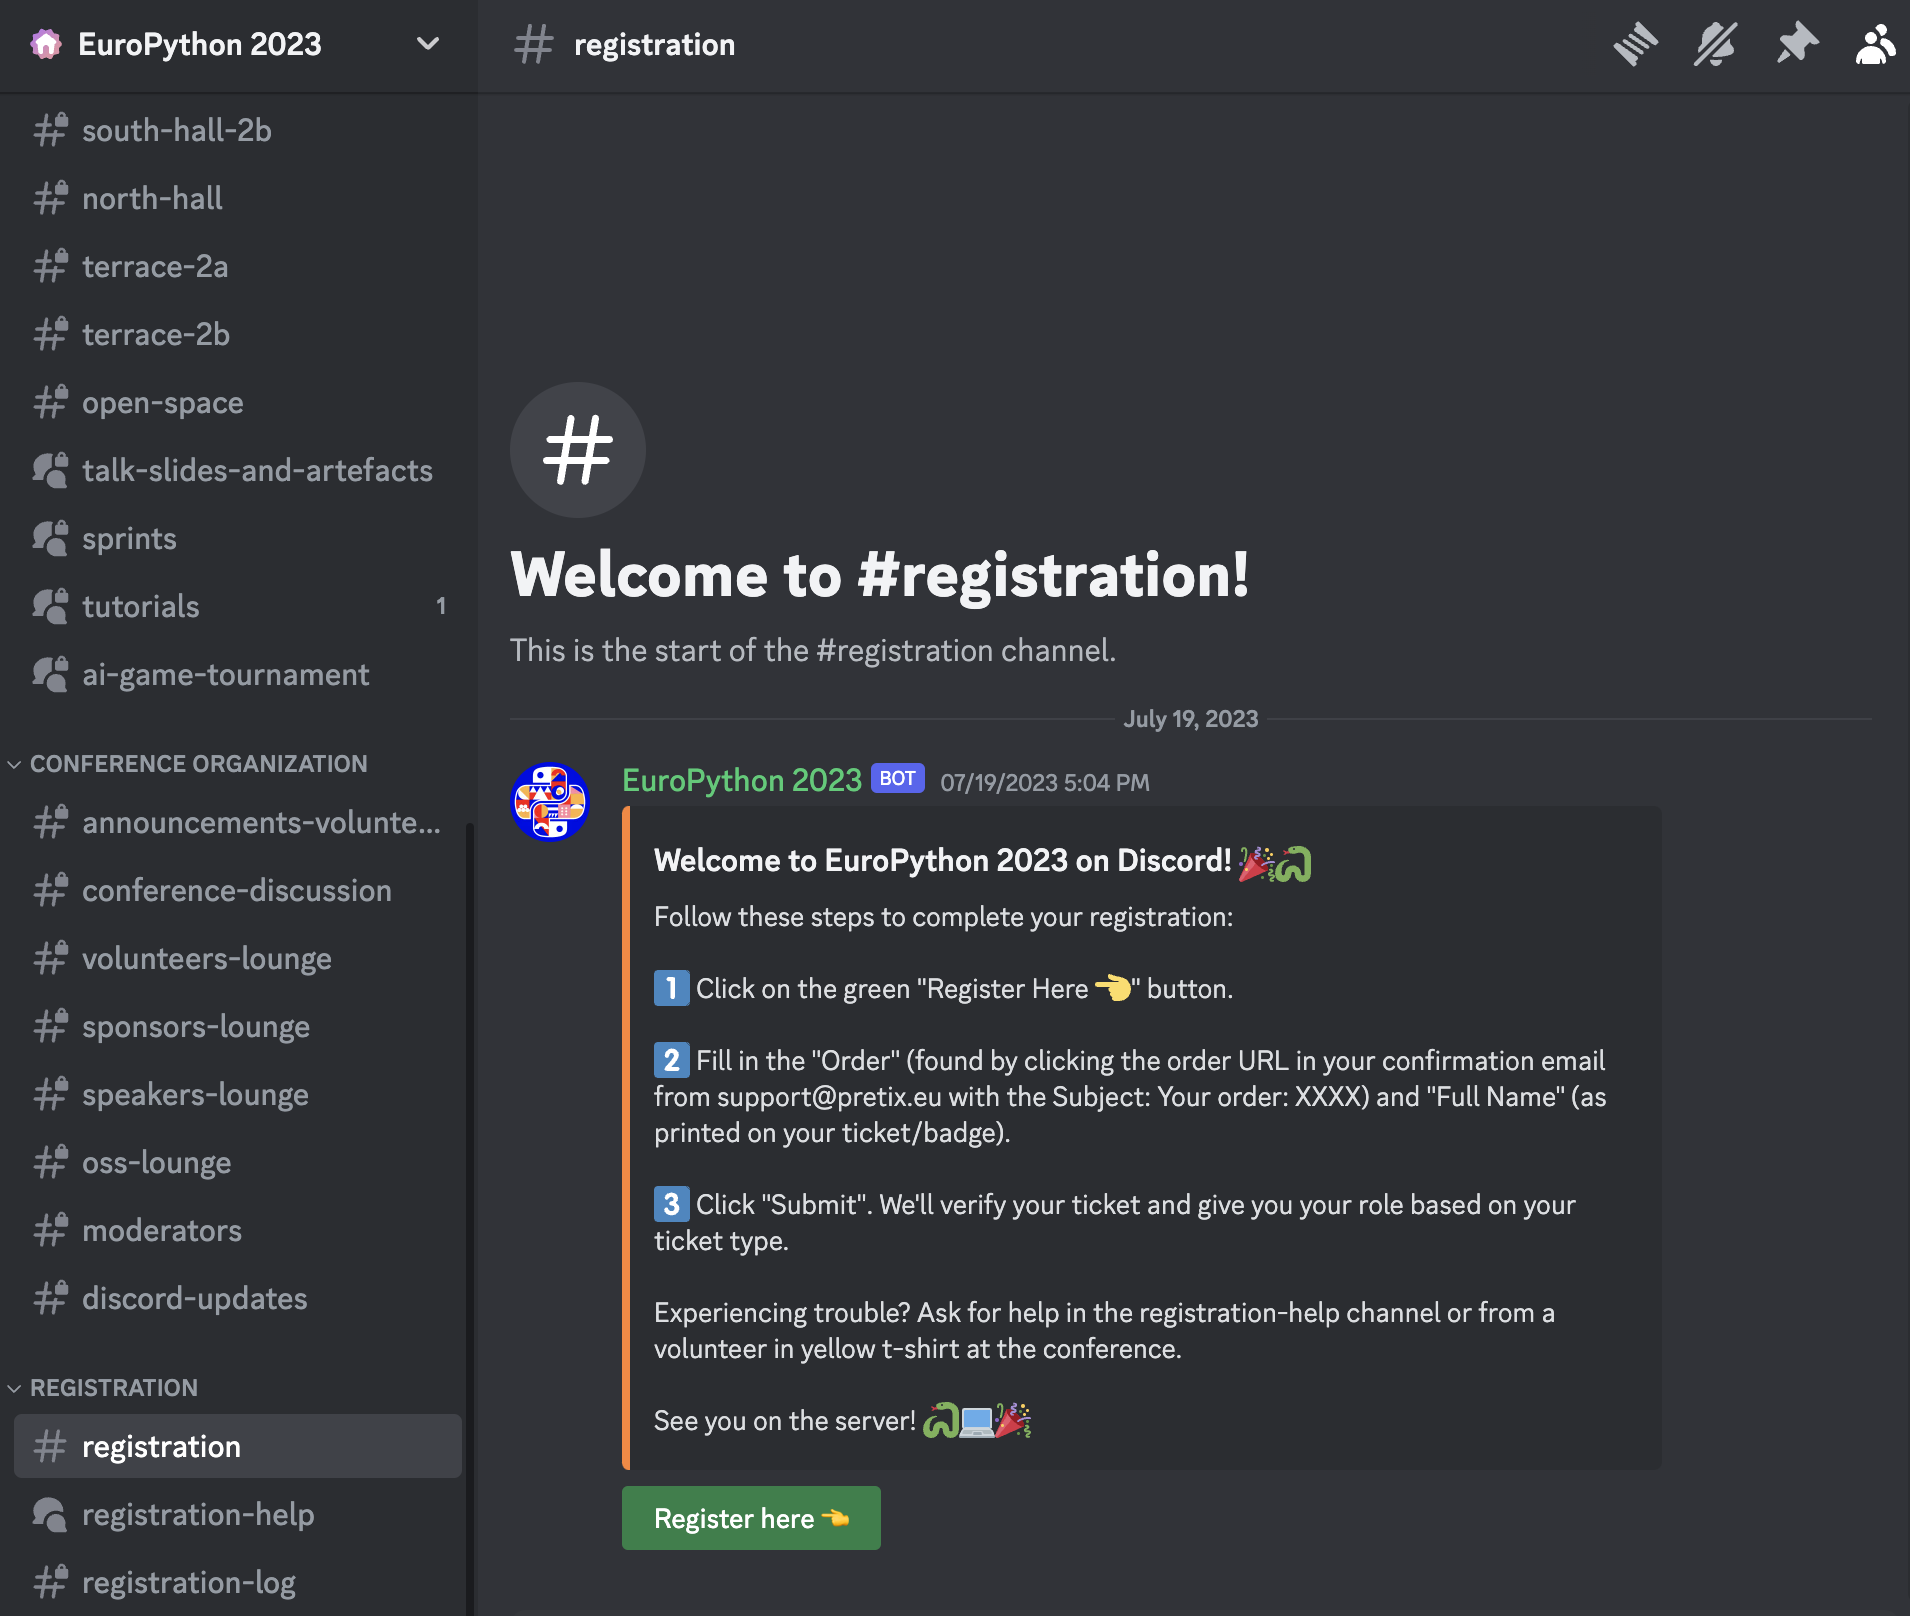 EuroPython 2023
south-hall-2b
north-hall
terrace-2a
terrace-2b
open-space
talk-slides-and-artefacts
sprints
tutorials 1
ai-game-tournament
CONFERENCE ORGANIZATION
announcements-volunte...
conference-discussion
volunteers-lounge
sponsors-lounge
speakers-lounge
oss-lounge
moderators
discord-updates
REGISTRATION
registration
registration-help
registration-log
# registration
#
Welcome to #registration!
This is the start of the #registration channel.
July 19, 2023
EuroPython 2023 BOT 07/19/2023 5:04 PM
Welcome to EuroPython 2023 on Discord! 🎉🐍
Follow these steps to complete your registration:
1️⃣ Click on the green "Register Here 👈" button.
2️⃣ Fill in the "Order" (found by clicking the order URL in your confirmation email
from support@pretix.eu with the Subject: Your order: XXXX) and "Full Name" (as
printed on your ticket/badge).
3️⃣ Click "Submit". We'll verify your ticket and give you your role based on your
ticket type.
Experiencing trouble? Ask for help in the registration-help channel or from a
volunteer in yellow t-shirt at the conference.
See you on the server! 🐍💻🎉
Register here 👈